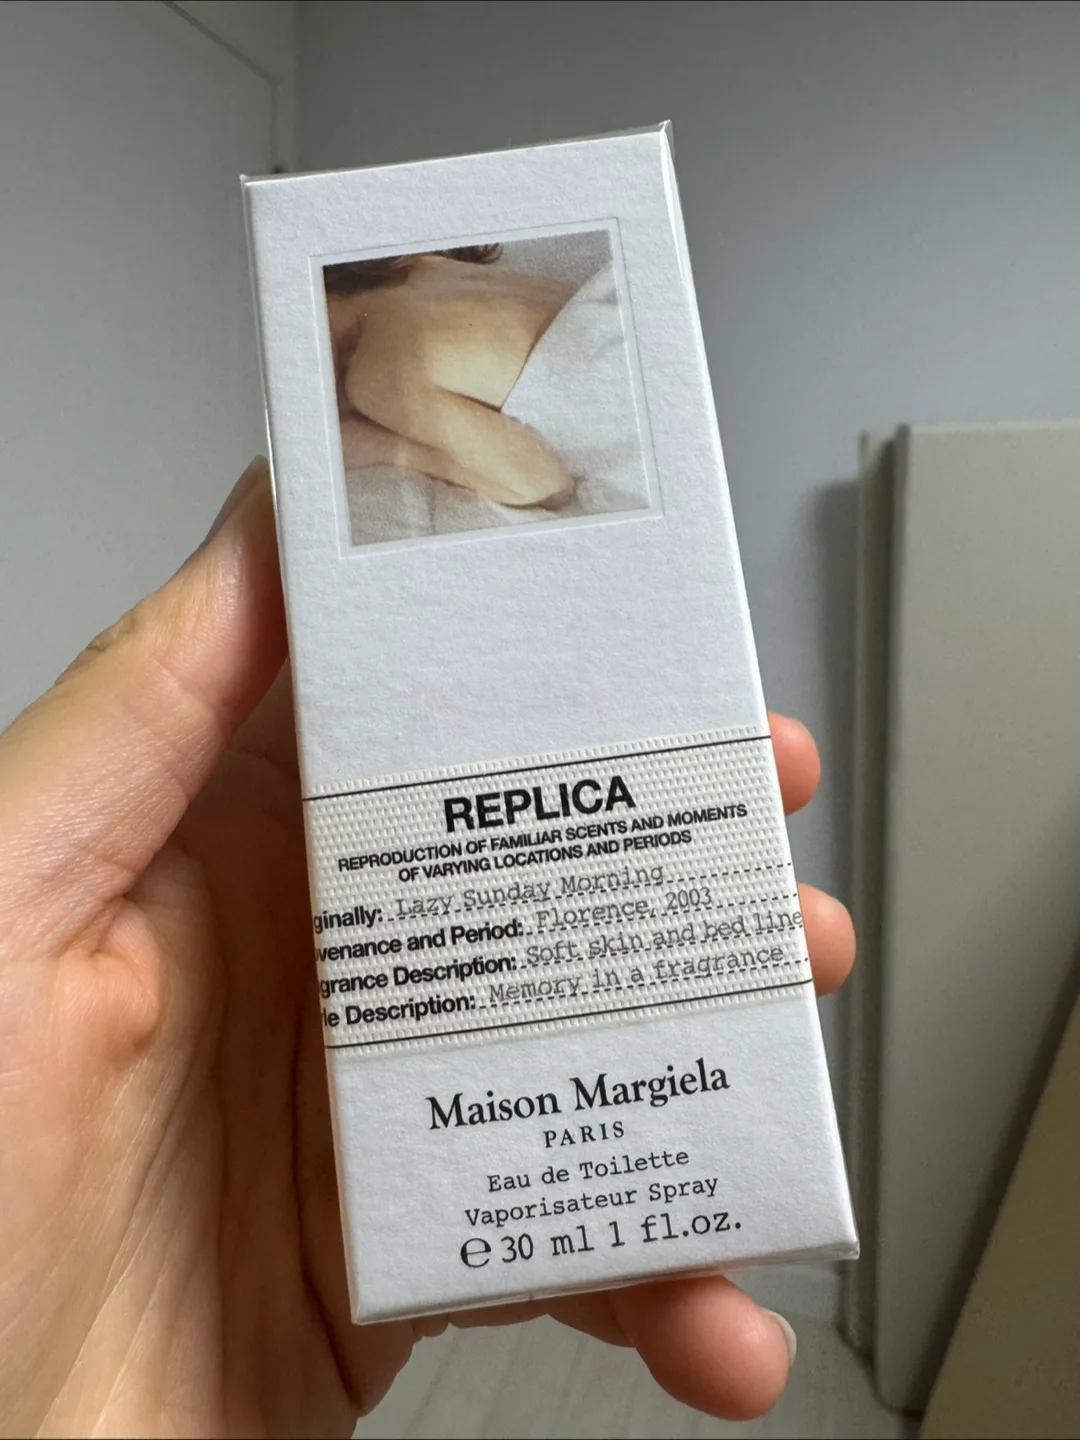 REPLICA
REPRODUCTION OF FAMILIAR SCENTS AND MOMENTS
OF VARYING LOCATIONS AND PERIODS
ginally: Lazy Sunday Morning
venance and Period: Florence, 2003
grance Description: Soft skin and bed line
le Description: Memory in a fragrance
Maison Margiela
PARIS
Eau de Toilette
Vaporisateur Spray
℮ 30 ml 1 fl.oz.